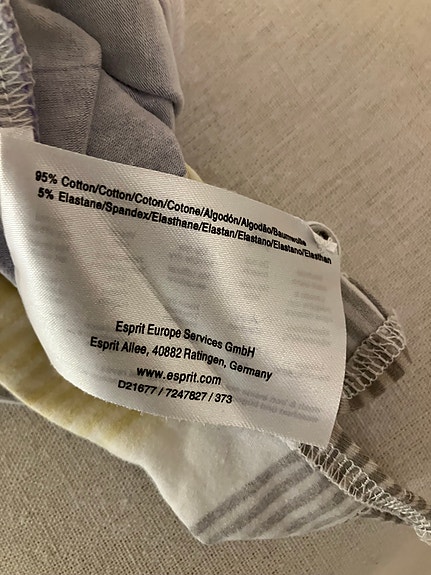 95% Cotton/Cotton/Coton/Cotone/Algodón/Algodão/Baumwolle
5% Elastane/Spandex/Elasthane/Elastan/Elastano/Elastano/Elasthan
Esprit Europe Services GmbH
Esprit Allee, 40882 Ratingen, Germany
www.esprit.com
D21677 / 7247827 / 373